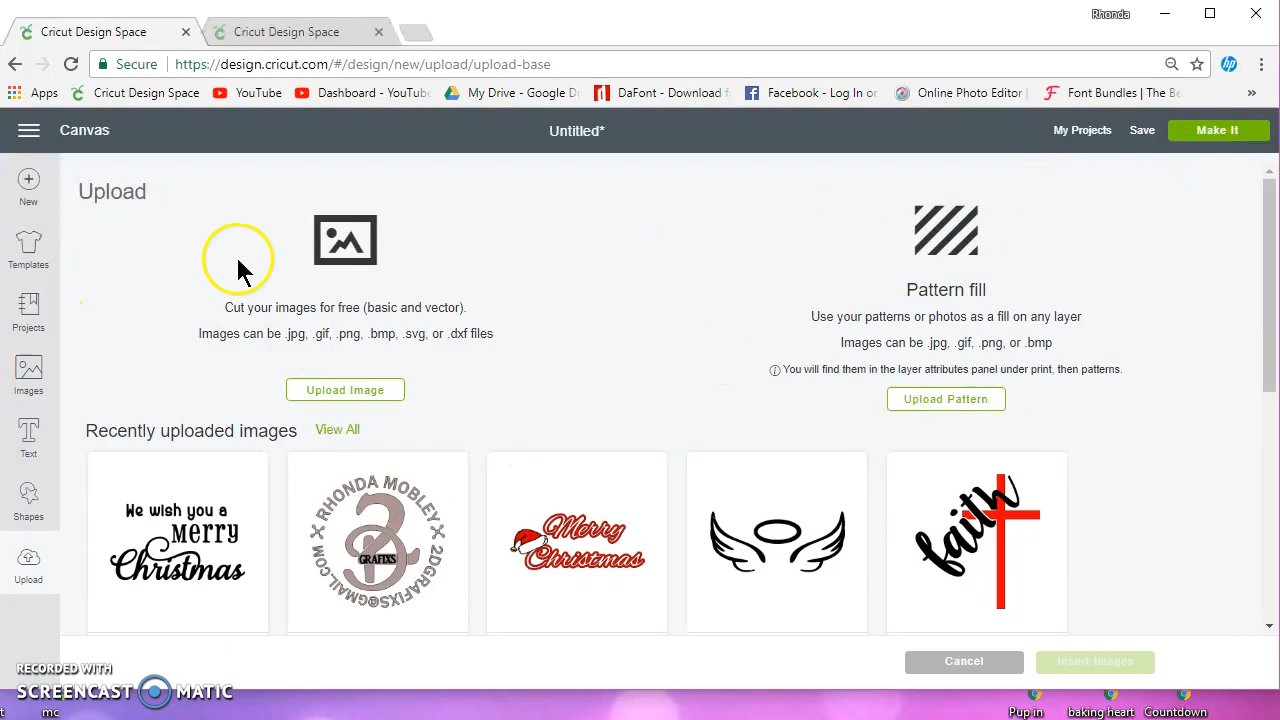 Rhonda
Cricut Design Space
Cricut Design Space
Secure
https://design.cricut.com/#/design/new/upload/upload-base
Apps
Cricut Design Space
YouTube
Dashboard - YouTube
My Drive - Google Dr
DaFont - Download f
Facebook - Log In or
Online Photo Editor |
Font Bundles | The Be
»
Canvas
Untitled*
My Projects
Save
Make It
New
Templates
Projects
Images
Text
Shapes
Upload
Upload
Cut your images for free (basic and vector).
Images can be .jpg, .gif, .png, .bmp, .svg, or .dxf files
Upload Image
Pattern fill
Use your patterns or photos as a fill on any layer
Images can be .jpg, .gif, .png, or .bmp
You will find them in the layer attributes panel under print, then patterns.
Upload Pattern
Recently uploaded images
View All
We wish you a
Merry
Christmas
RHONDA MOBLEY
GRAFIXS
2DGRAFIXS@GMAIL.COM
Merry
Christmas
faith
Cancel
Insert Images
RECORDED WITH
SCREENCAST MATIC
t
mc
Pup in
baking heart
Countdown